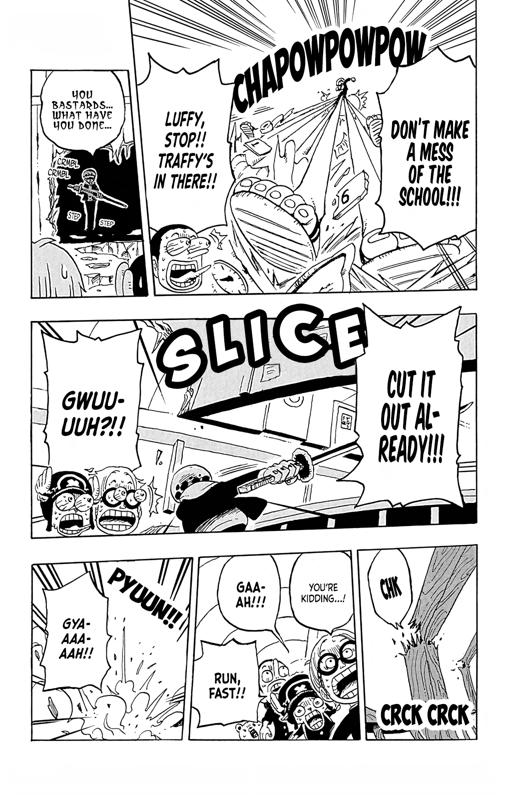 CHAPOWPOWPOW
DON'T MAKE
A MESS
OF THE
SCHOOL!!!
6
LUFFY,
STOP!!
TRAFFY'S
IN THERE!!
YOU
BASTARDS...
WHAT HAVE
YOU DONE...
CRMBL
CRMBL
STEP
STEP
SLICE
CUT IT
OUT AL-
READY!!!
GWUU-
UUH?!!
CHK
CRCK CRCK
YOU'RE
KIDDING...!
GAA-
AH!!!
RUN,
FAST!!
PYUUN!!
GYA-
AAA-
AAH!!